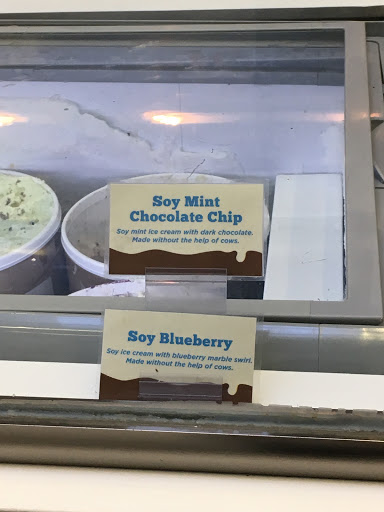 Soy Mint
Chocolate Chip
Soy mint ice cream with dark chocolate.
Made without the help of cows.
Soy Blueberry
Soy ice cream with blueberry marble swirl.
Made without the help of cows.